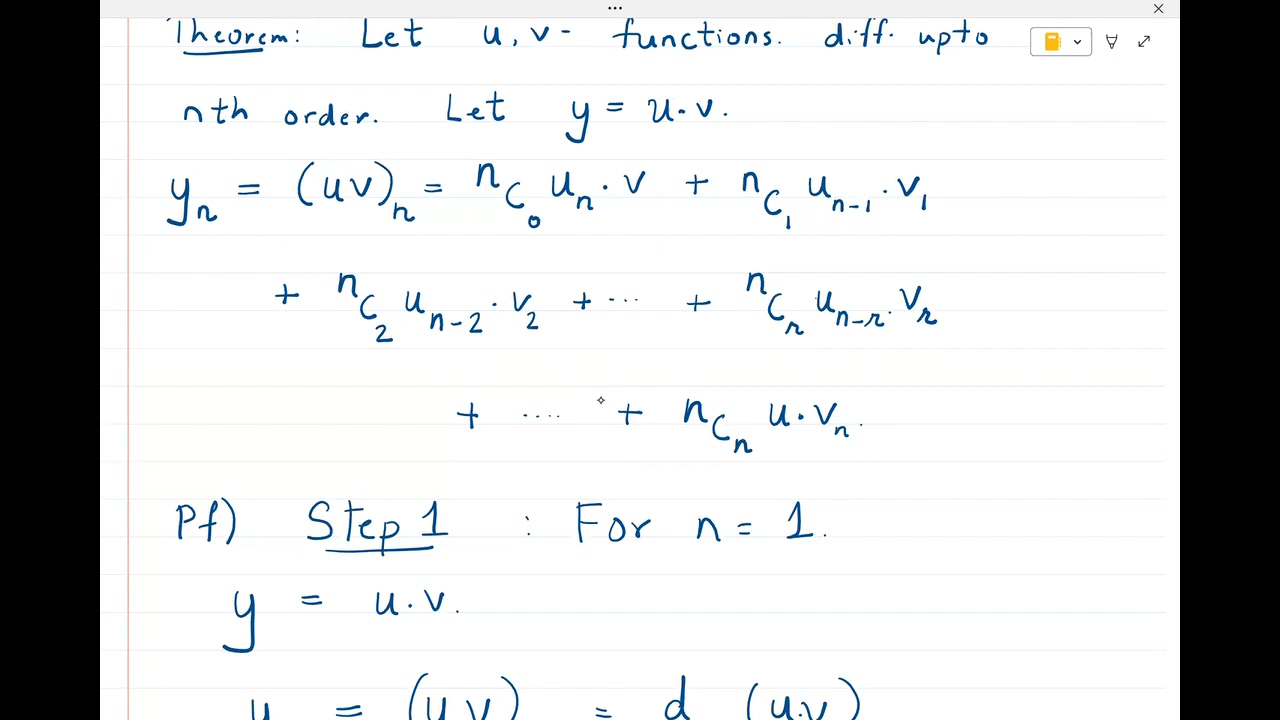 Theorem: Let u, v - functions. diff. upto
nth order. Let y = u·v.
yₙ = (uv)ₙ = ⁿC₀ uₙ·v + ⁿC₁ uₙ₋₁·v₁
+ ⁿC₂ uₙ₋₂·v₂ + ··· + ⁿCᵣ uₙ₋ᵣ·vᵣ
+ ···· + ⁿCₙ u·vₙ.
Pf) Step 1 : For n = 1.
y = u·v.
y = (uv) = d (u·v)